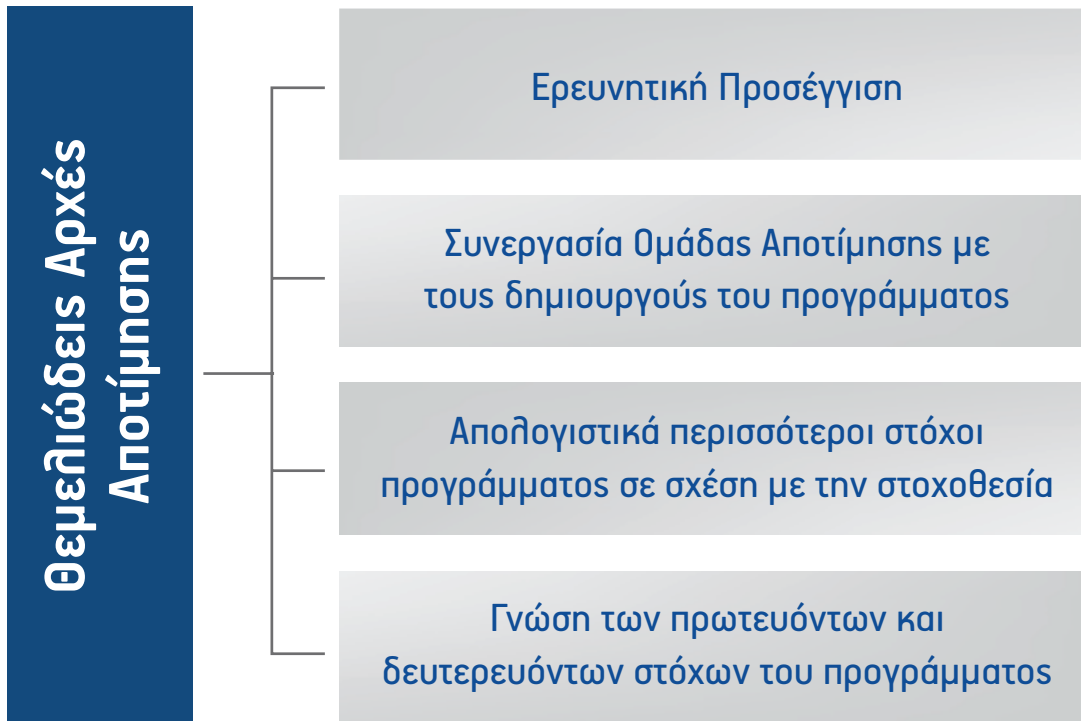 Θεμελιώδεις Αρχές
Αποτίμησης
Ερευνητική Προσέγγιση
Συνεργασία Ομάδας Αποτίμησης με
τους δημιουργούς του προγράμματος
Απολογιστικά περισσότεροι στόχοι
προγράμματος σε σχέση με την στοχοθεσία
Γνώση των πρωτευόντων και
δευτερευόντων στόχων του προγράμματος